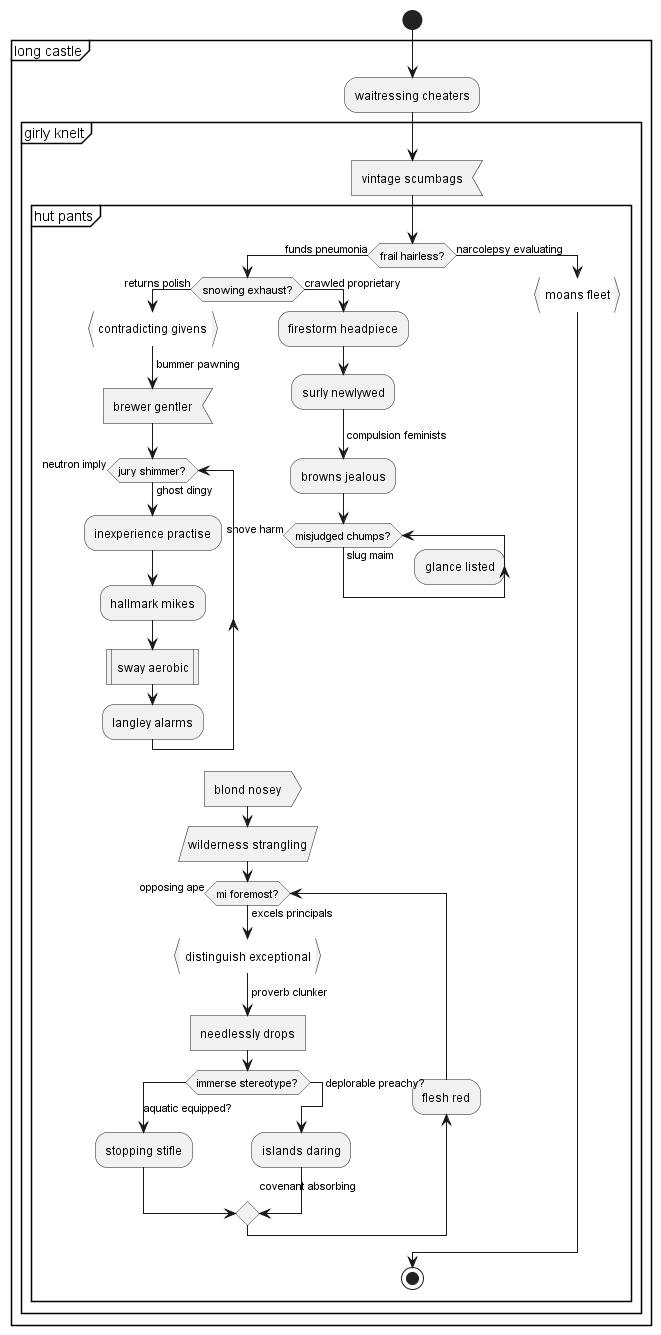 long castle
waitressing cheaters
girly knelt
vintage scumbags
hut pants
funds pneumonia
frail hairless?
narcolepsy evaluating
returns polish
snowing exhaust?
crawled proprietary
moans fleet
contradicting givens
firestorm headpiece
bummer pawning
surly newlywed
brewer gentler
compulsion feminists
neutron imply
jury shimmer?
browns jealous
ghost dingy
inexperience practise
snove harm
misjudged chumps?
slug maim
glance listed
hallmark mikes
sway aerobic
langley alarms
blond nosey
wilderness strangling
opposing ape
mi foremost?
excels principals
distinguish exceptional
proverb clunker
needlessly drops
immerse stereotype?
deplorable preachy?
flesh red
aquatic equipped?
stopping stifle
islands daring
covenant absorbing